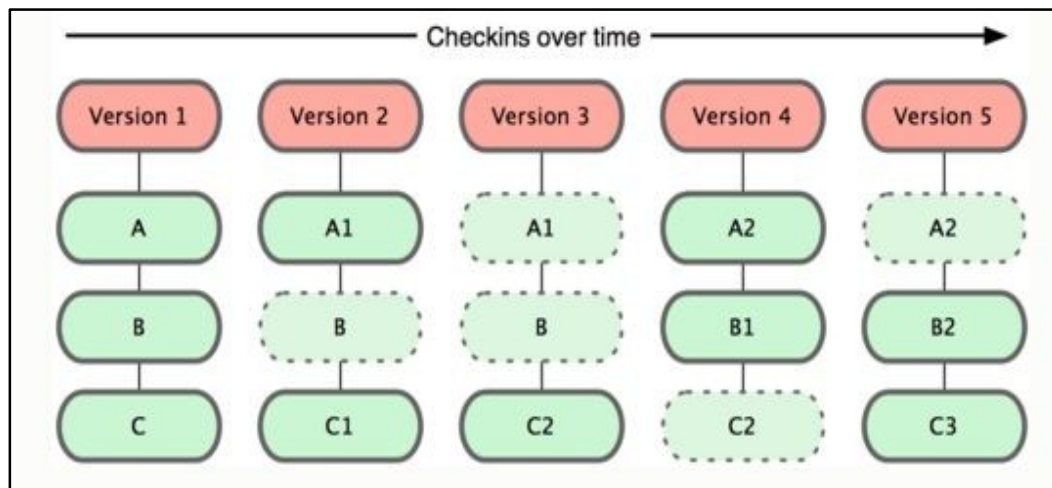 Checkins over time
Version 1 Version 2 Version 3 Version 4 Version 5
A A1 A1 A2 A2
B B B B1 B2
C C1 C2 C2 C3